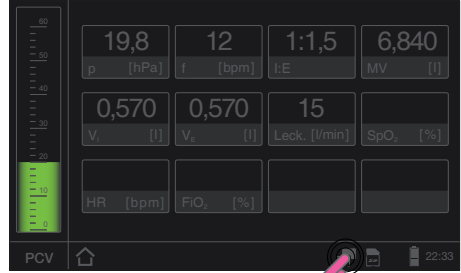 60
50
40
30
20
10
0
19,8 12 1:1,5 6,840
p [hPa] f [bpm] I:E MV [l]
0,570 0,570 15
Vᵢ [l] Vₑ [l] Leck. [l/min] SpO₂ [%]
HR [bpm] FiO₂ [%]
PCV 22:33